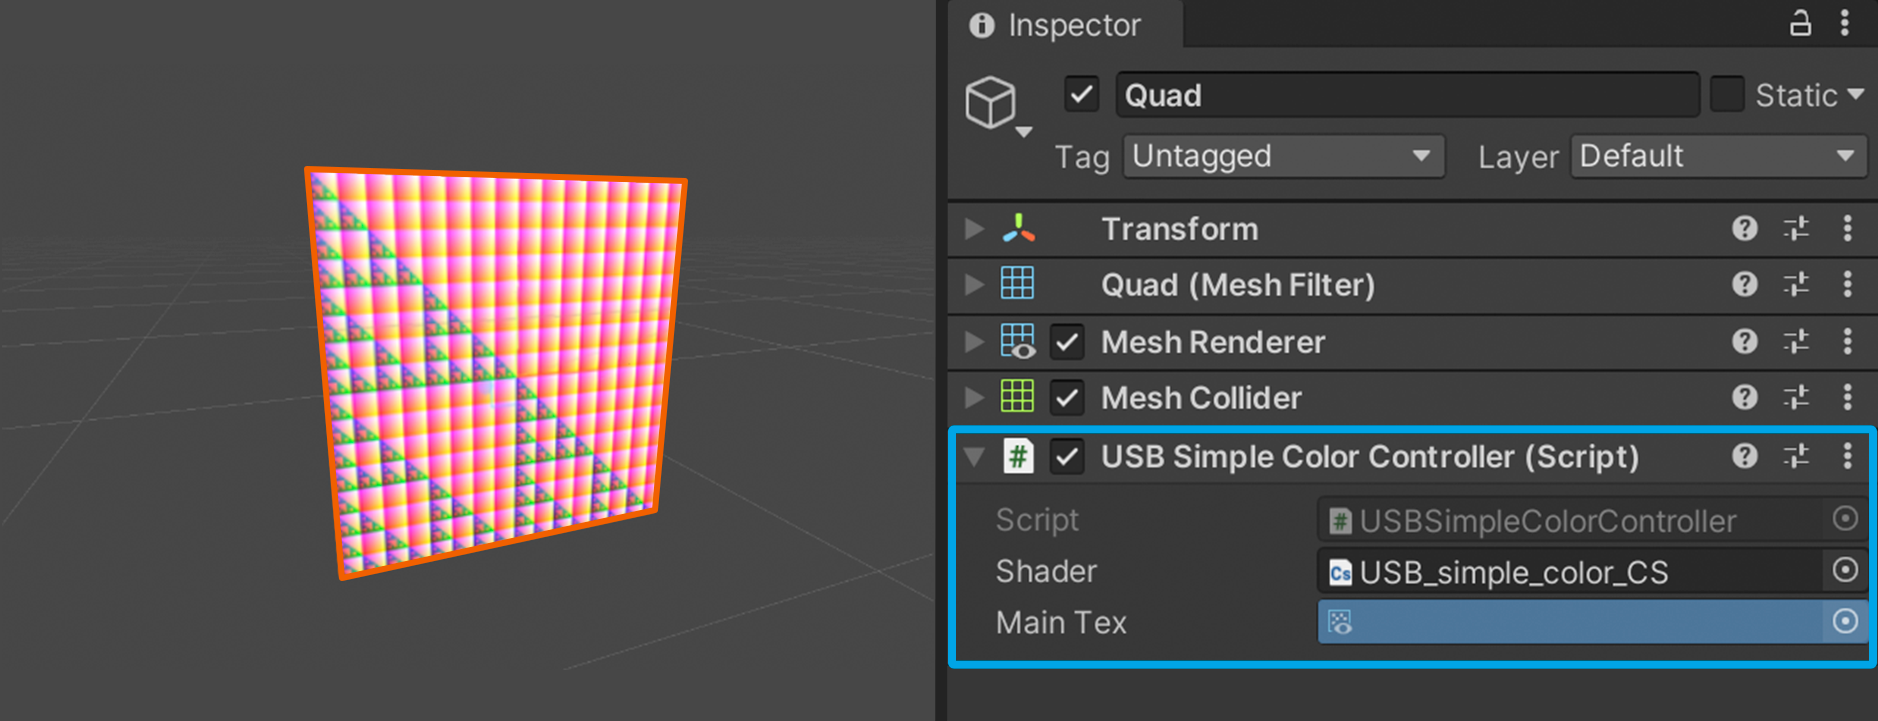 Inspector
Quad
Static
Tag Untagged Layer Default
Transform
Quad (Mesh Filter)
Mesh Renderer
Mesh Collider
# USB Simple Color Controller (Script)
Script # USBSimpleColorController
Shader Cs USB_simple_color_CS
Main Tex